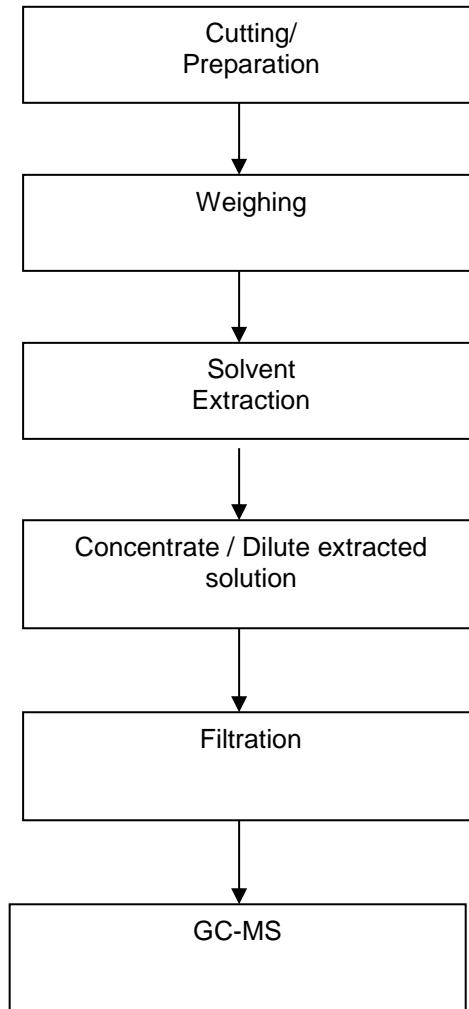 Cutting/
Preparation
Weighing
Solvent
Extraction
Concentrate / Dilute extracted
solution
Filtration
GC-MS